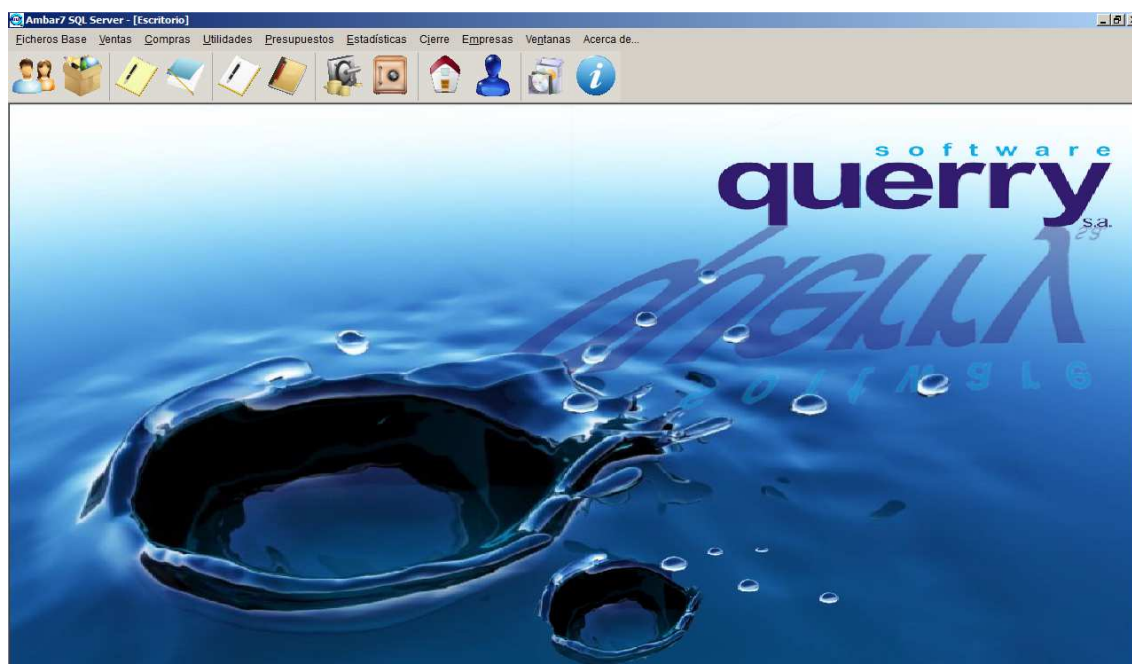 Ambar7 SQL Server - [Escritorio]
Ficheros Base Ventas Compras Utilidades Presupuestos Estadísticas Cierre Empresas Ventanas Acerca de...
software
querry
s.a.